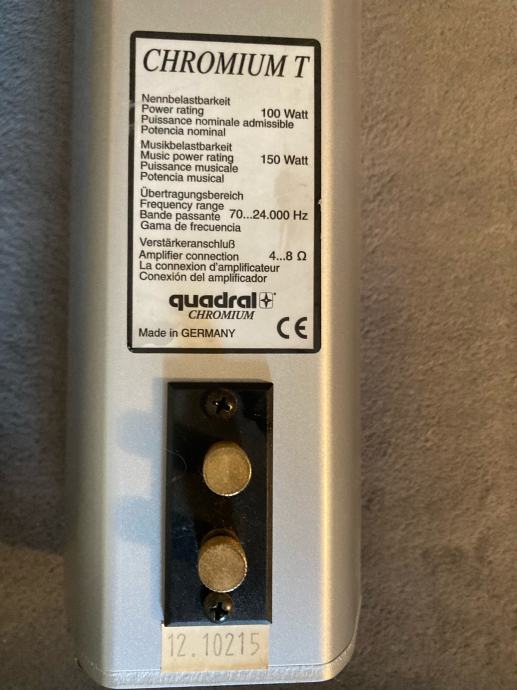 CHROMIUM T
Nennbelastbarkeit
Power rating 100 Watt
Puissance nominale admissible
Potencia nominal
Musikbelastbarkeit
Music power rating 150 Watt
Puissance musicale
Potencia musical
Übertragungsbereich
Frequency range
Bande passante 70...24.000 Hz
Gama de frecuencia
Verstärkeranschluß
Amplifier connection 4...8 Ω
La connexion d'amplificateur
Conexión del amplificador
quadral
CHROMIUM
Made in GERMANY CE
12.10215